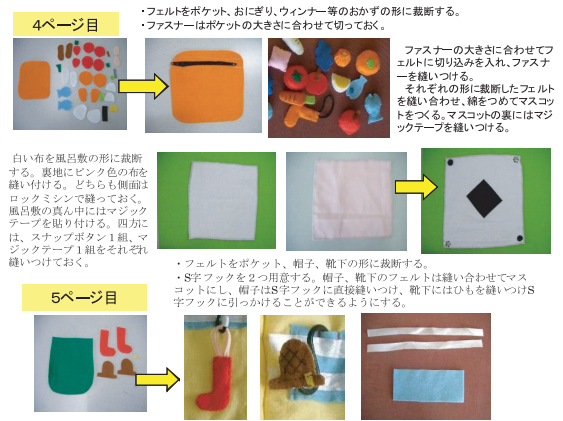 4ページ目
・フェルトをポケット、おにぎり、ウィンナー等のおかずの形に裁断する。
・ファスナーはポケットの大きさに合わせて切っておく。
ファスナーの大きさに合わせてフ
ェルトに切り込みを入れ、ファスナ
ーを縫いつける。
それぞれの形に裁断したフェルト
を縫い合わせ、綿をつめてマスコッ
トをつくる。マスコットの裏にはマジ
ックテープを縫いつける。
白い布を風呂敷の形に裁断
する。裏地にピンク色の布を
縫い付ける。どちらも側面は
ロックミシンで縫っておく。
風呂敷の真ん中にはマジック
テープを貼り付ける。四方に
は、スナップボタン１組、マ
ジックテープ１組をそれぞれ
縫いつけておく。
・フェルトをポケット、帽子、靴下の形に裁断する。
・S字フックを２つ用意する。帽子、靴下のフェルトは縫い合わせてマス
コットにし、帽子はS字フックに直接縫いつけ、靴下にはひもを縫いつけS
字フックに引っかけることができるようにする。
5ページ目